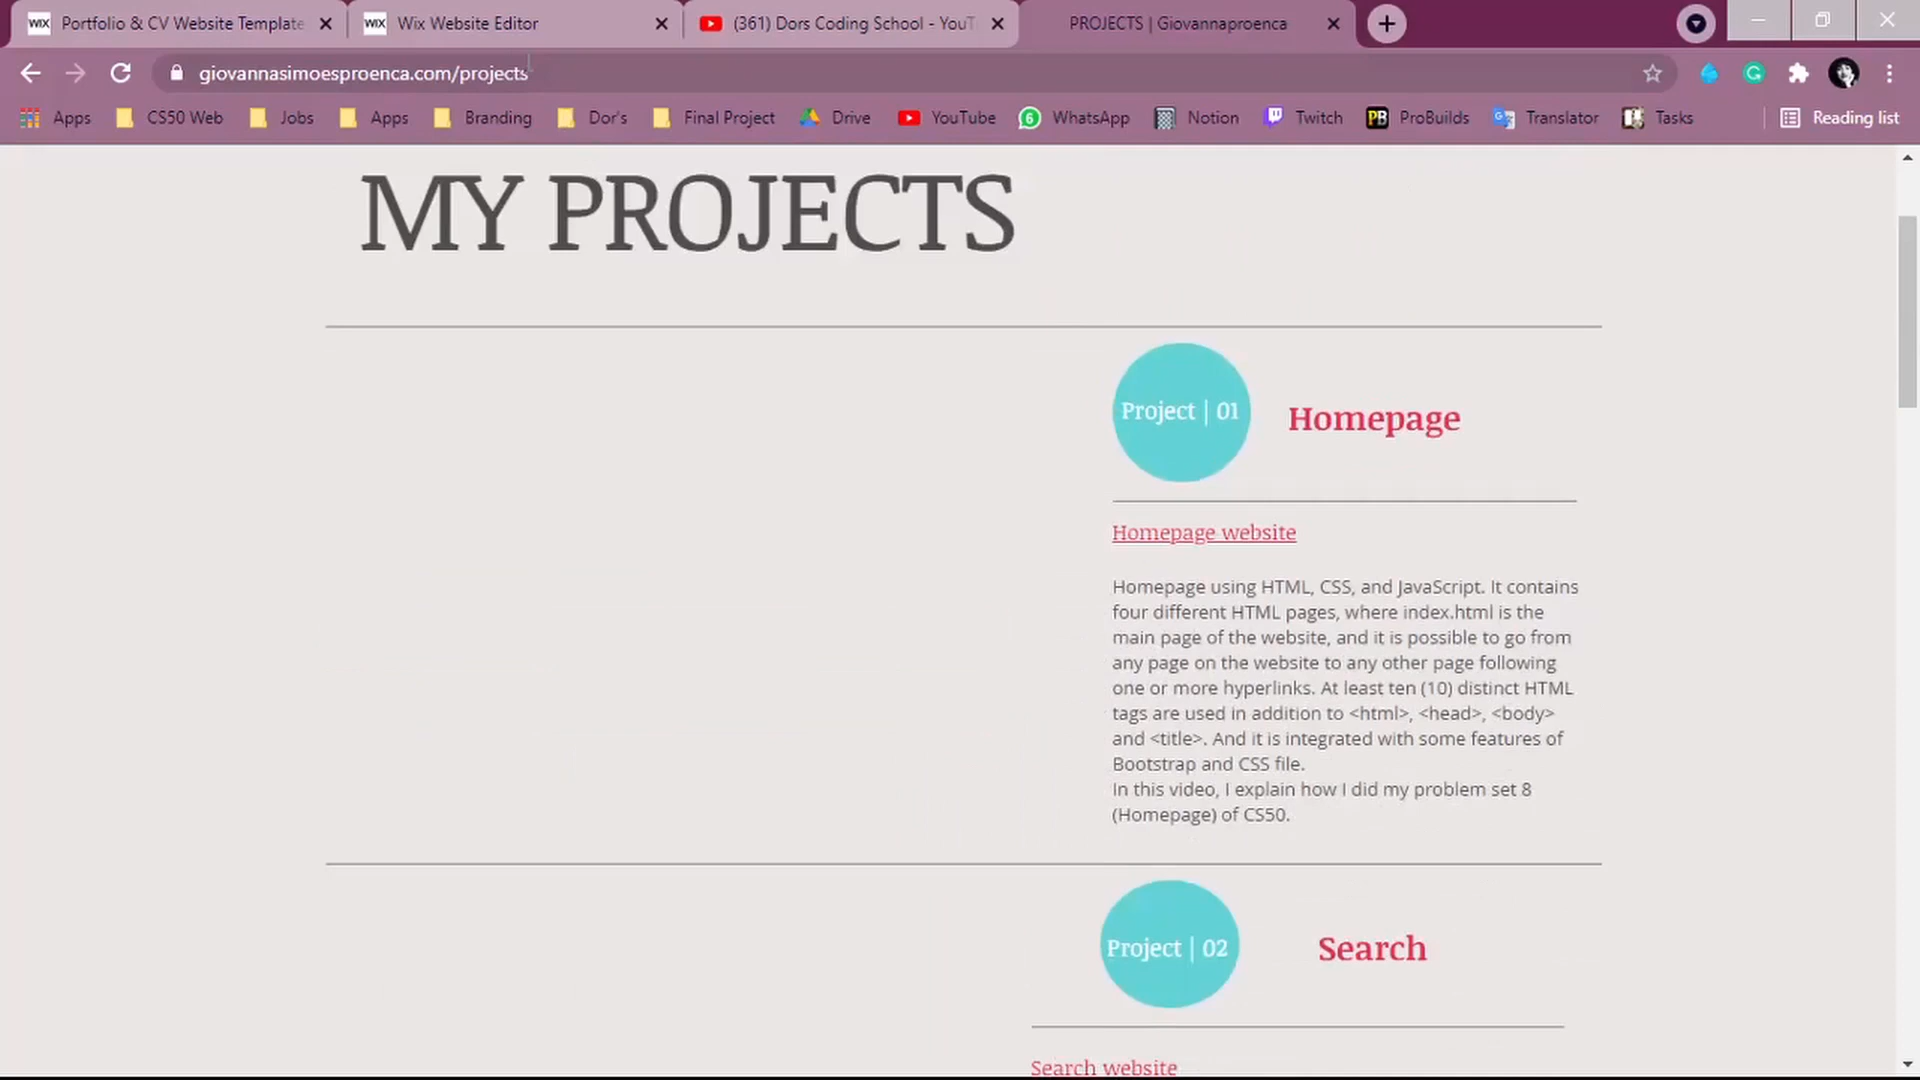 WIX Portfolio & CV Website Template
WIX Wix Website Editor
(361) Dors Coding School - YouT
PROJECTS | Giovannaproenca
giovannasimoesproenca.com/projects
Apps
CS50 Web
Jobs
Apps
Branding
Dor's
Final Project
Drive
YouTube
6 WhatsApp
Notion
Twitch
PB ProBuilds
Translator
Tasks
Reading list
MY PROJECTS
Project | 01
Homepage
Homepage website
Homepage using HTML, CSS, and JavaScript. It contains
four different HTML pages, where index.html is the
main page of the website, and it is possible to go from
any page on the website to any other page following
one or more hyperlinks. At least ten (10) distinct HTML
tags are used in addition to <html>, <head>, <body>
and <title>. And it is integrated with some features of
Bootstrap and CSS file.
In this video, I explain how I did my problem set 8
(Homepage) of CS50.
Project | 02
Search
Search website